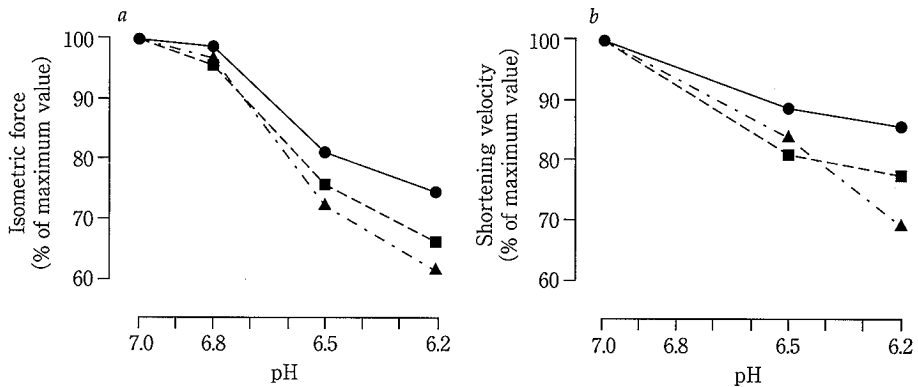 a
Isometric force
(% of maximum value)
100
90
80
70
60
7.0 6.8 6.5 6.2
pH
b
Shortening velocity
(% of maximum value)
100
90
80
70
60
7.0 6.8 6.5 6.2
pH